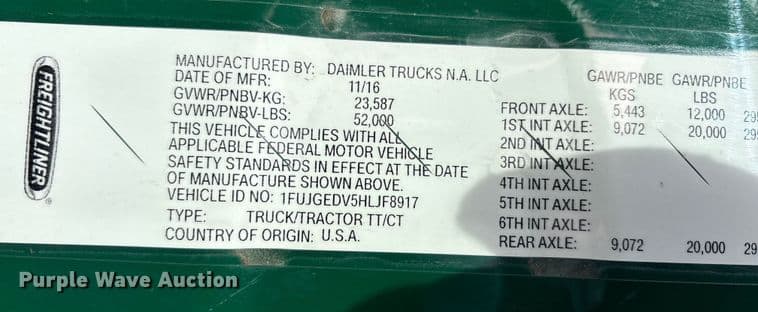 FREIGHTLINER
®
MANUFACTURED BY: DAIMLER TRUCKS N.A. LLC
DATE OF MFR: 11/16
GVWR/PNBV-KG: 23,587
GVWR/PNBV-LBS: 52,000
THIS VEHICLE COMPLIES WITH ALL
APPLICABLE FEDERAL MOTOR VEHICLE
SAFETY STANDARDS IN EFFECT AT THE DATE
OF MANUFACTURE SHOWN ABOVE.
VEHICLE ID NO: 1FUJGEDV5HLJF8917
TYPE: TRUCK/TRACTOR TT/CT
COUNTRY OF ORIGIN: U.S.A.
GAWR/PNBE GAWR/PNBE
KGS LBS
FRONT AXLE: 5,443 12,000 29
1ST INT AXLE: 9,072 20,000 29
2ND INT AXLE:
3RD INT AXLE:
4TH INT AXLE:
5TH INT AXLE:
6TH INT AXLE:
REAR AXLE: 9,072 20,000 29
Purple Wave Auction